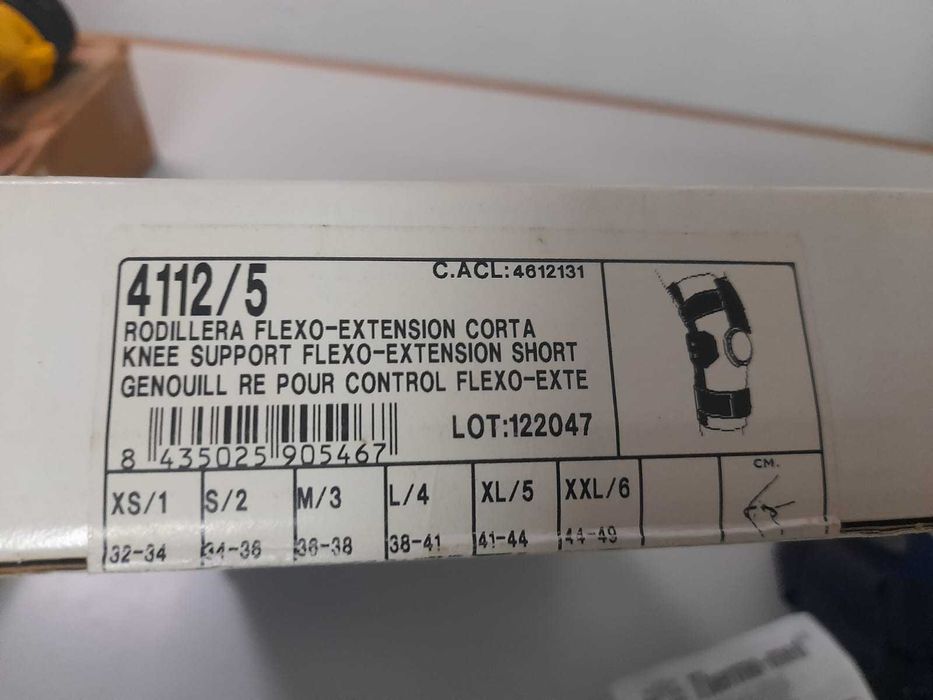 4112/5
C.ACL:4612131
RODILLERA FLEXO-EXTENSION CORTA
KNEE SUPPORT FLEXO-EXTENSION SHORT
GENOUILL RE POUR CONTROL FLEXO-EXTE
LOT:122047
8 435025 905467
XS/1 S/2 M/3 L/4 XL/5 XXL/6 CM.
32-34 34-36 36-38 38-41 41-44 44-49